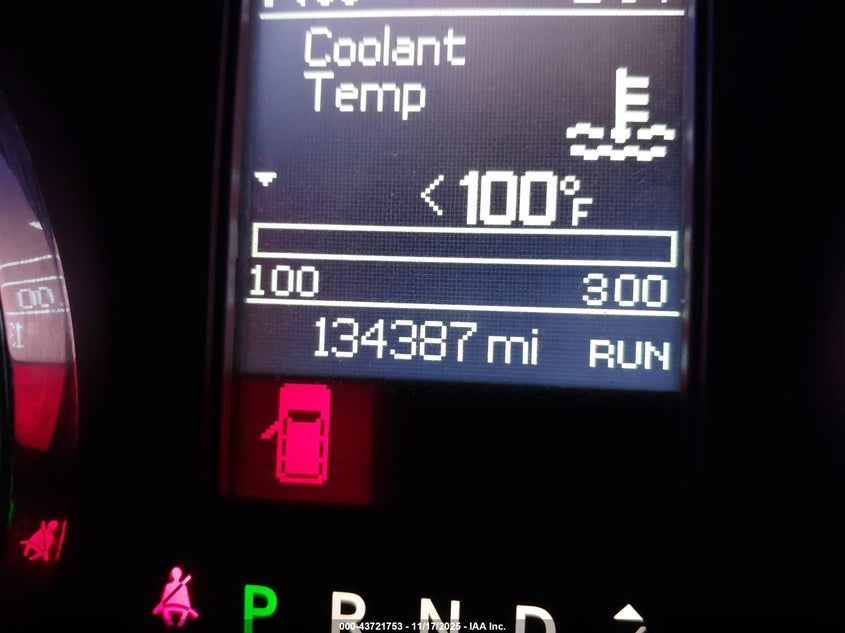 Coolant
Temp
<100°F
100 300
134387 mi RUN
P R N D
000-43721753 - 11/17/2025 - IAA Inc.